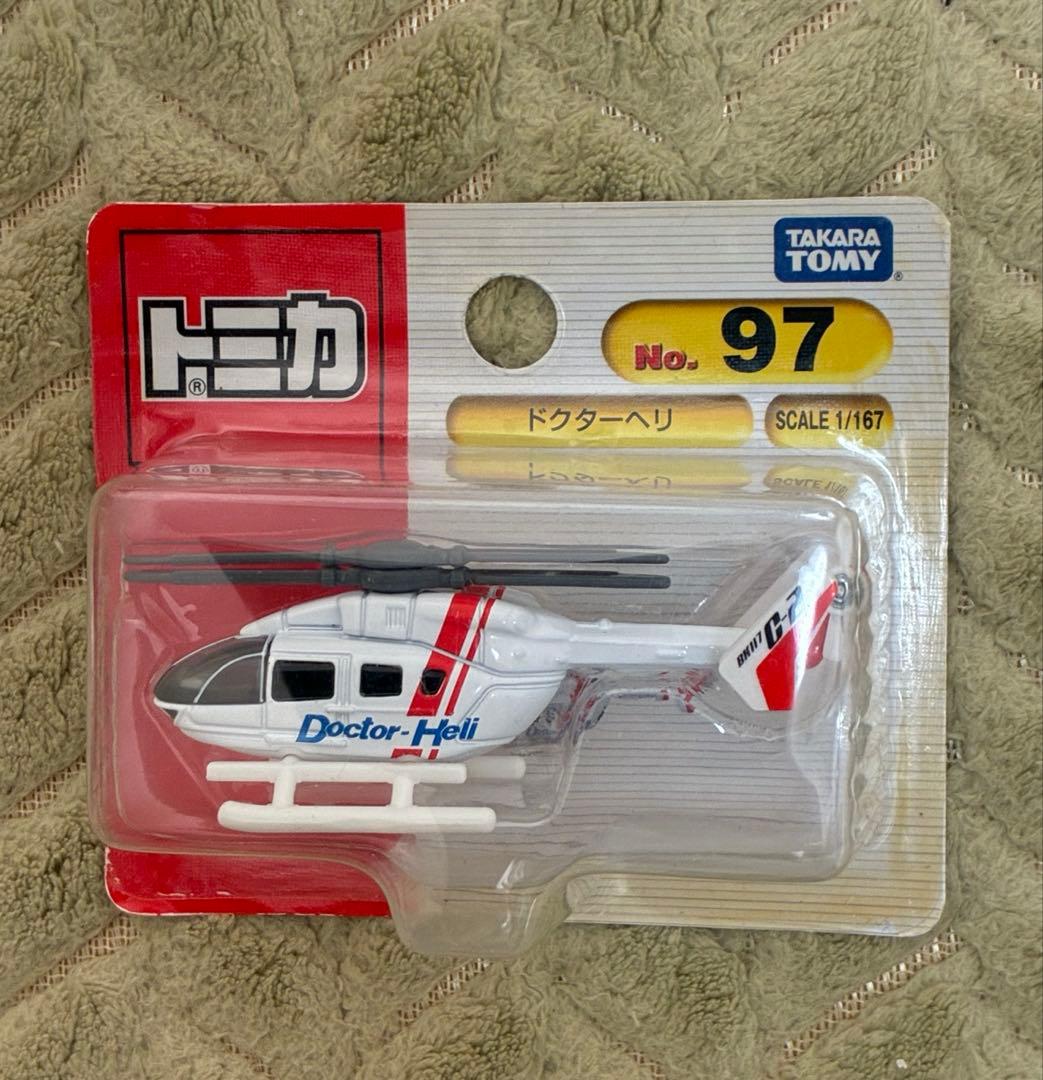 トミカ®
TAKARA
TOMY®
No. 97
ドクターヘリ
SCALE 1/167
BK117
C-2
Doctor-Heli